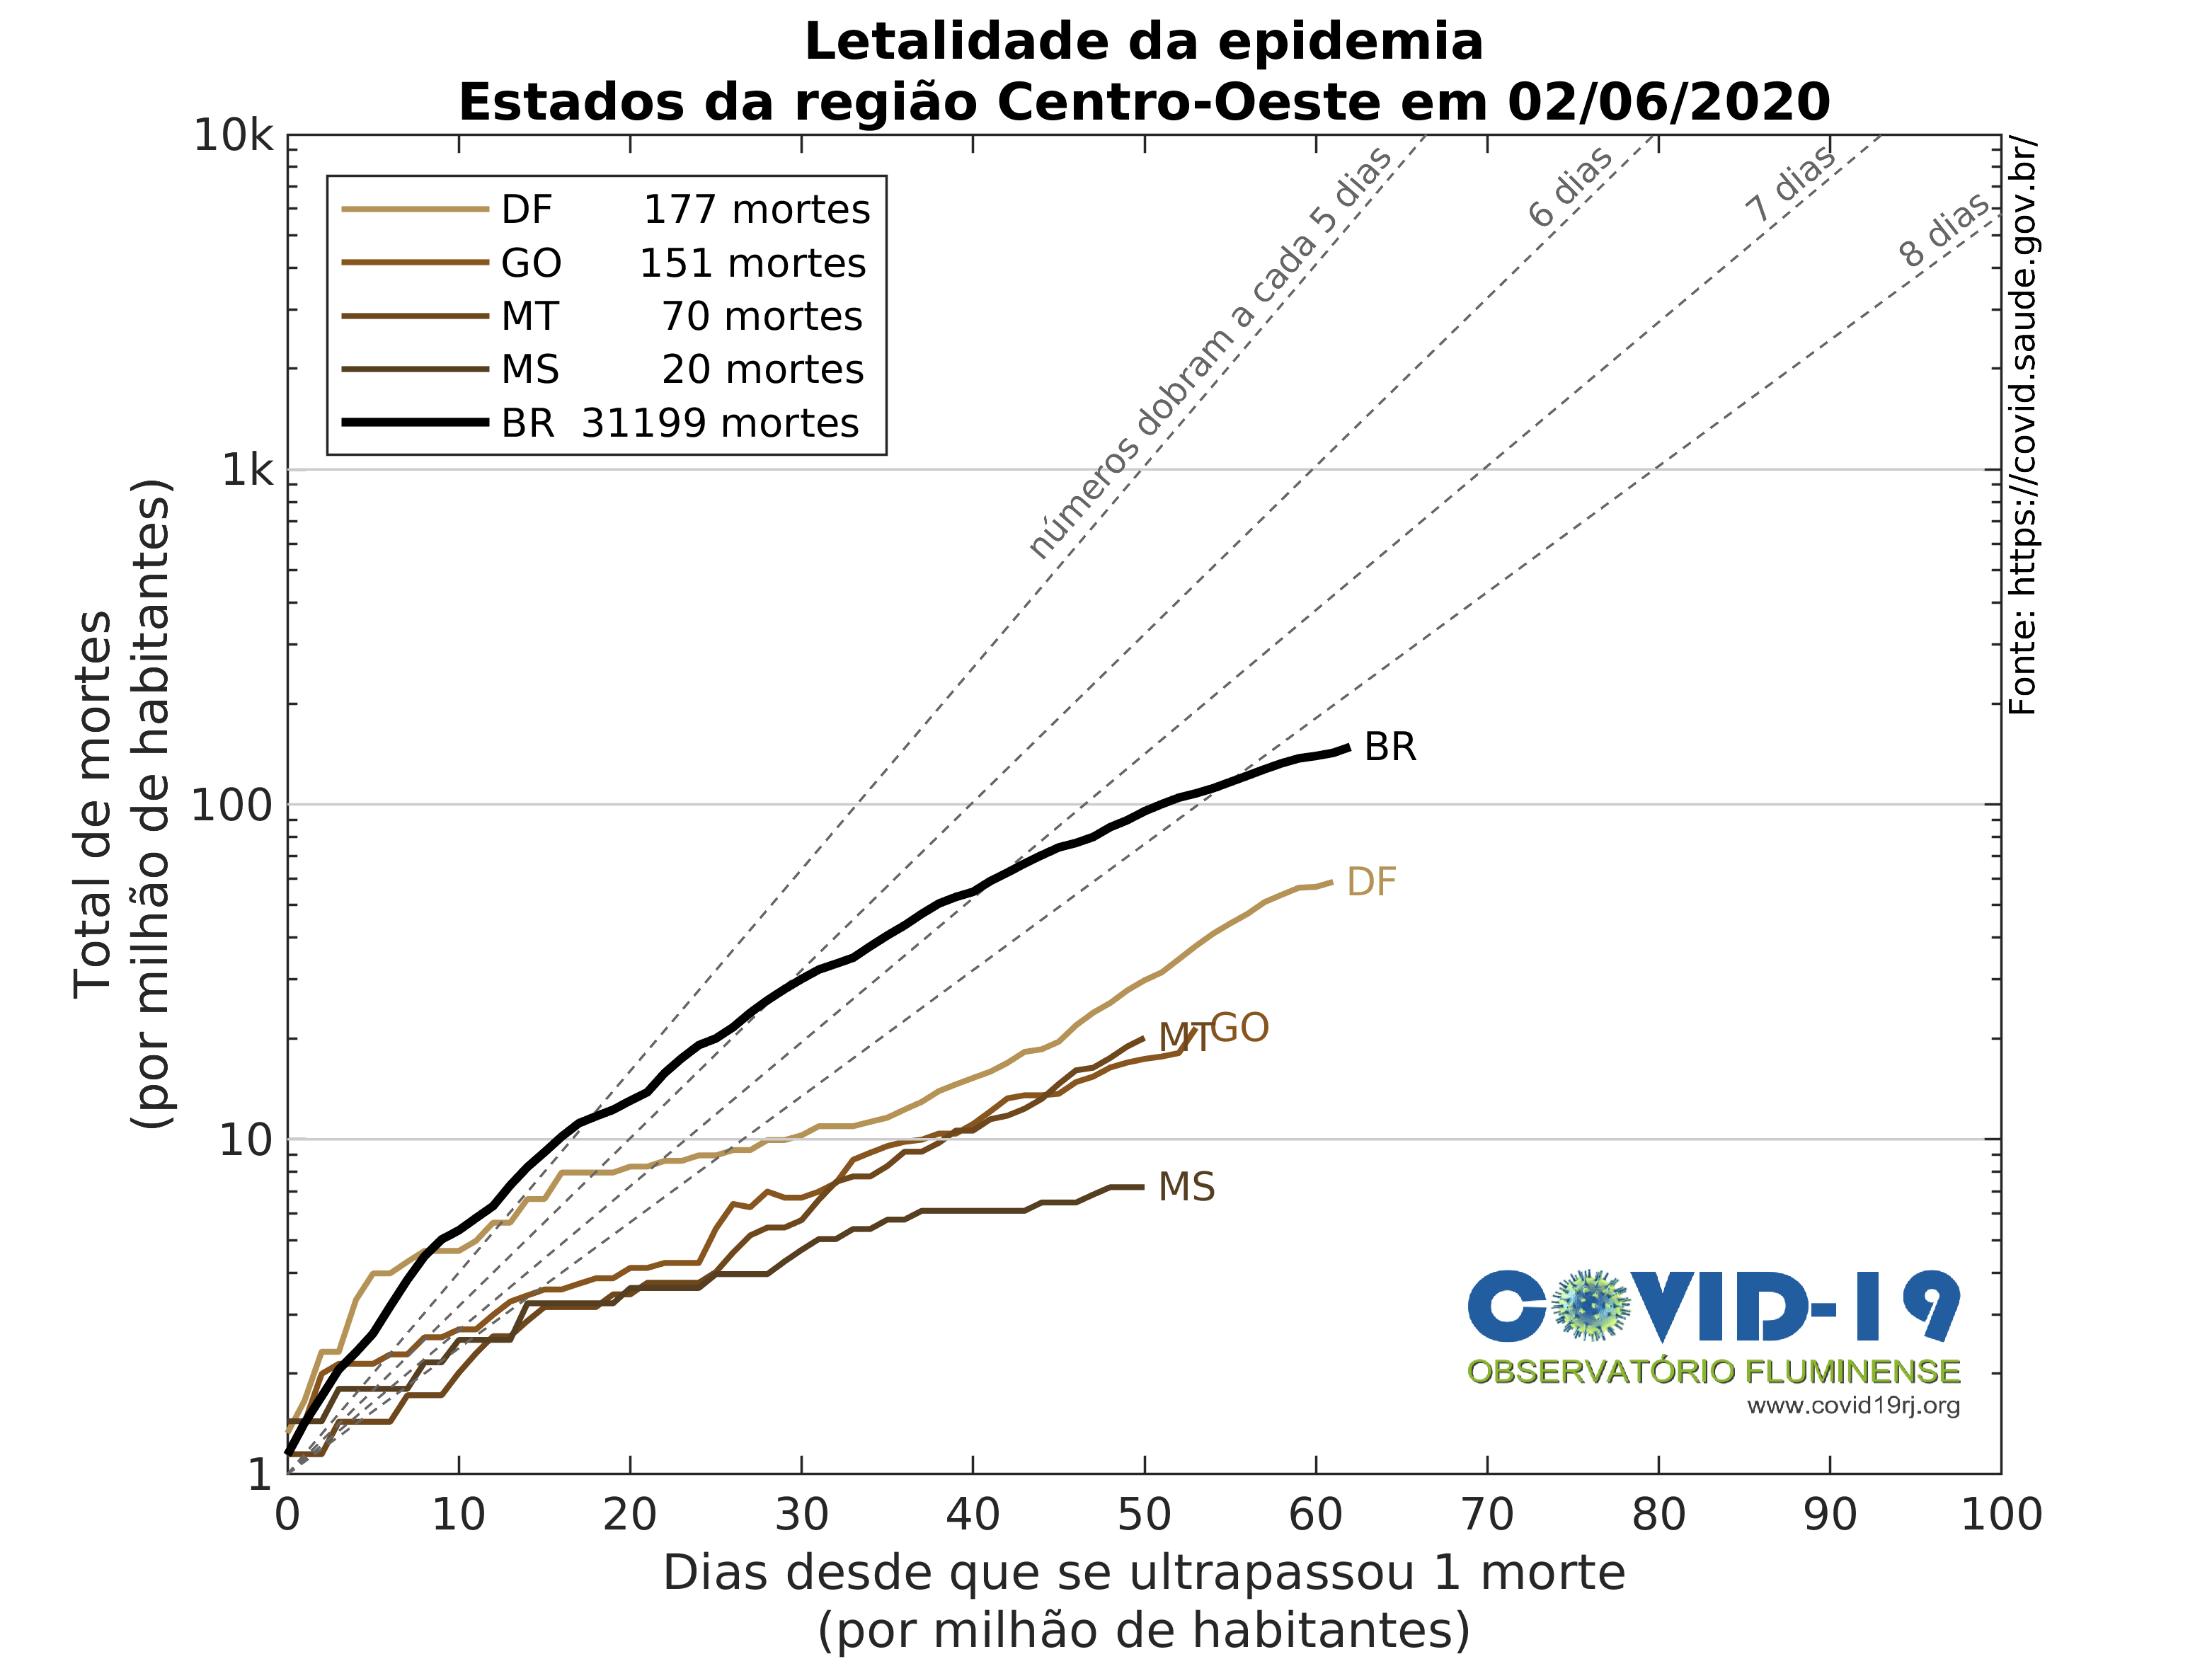 Letalidade da epidemia
Estados da região Centro-Oeste em 02/06/2020
Total de mortes
(por milhão de habitantes)
10k
1k
100
10
1
DF 177 mortes
GO 151 mortes
MT 70 mortes
MS 20 mortes
BR 31199 mortes
números dobram a cada 5 dias
6 dias
7 dias
8 dias
Fonte: https://covid.saude.gov.br/
BR
DF
MT
GO
MS
COVID-19
OBSERVATÓRIO FLUMINENSE
www.covid19rj.org
0 10 20 30 40 50 60 70 80 90 100
Dias desde que se ultrapassou 1 morte
(por milhão de habitantes)